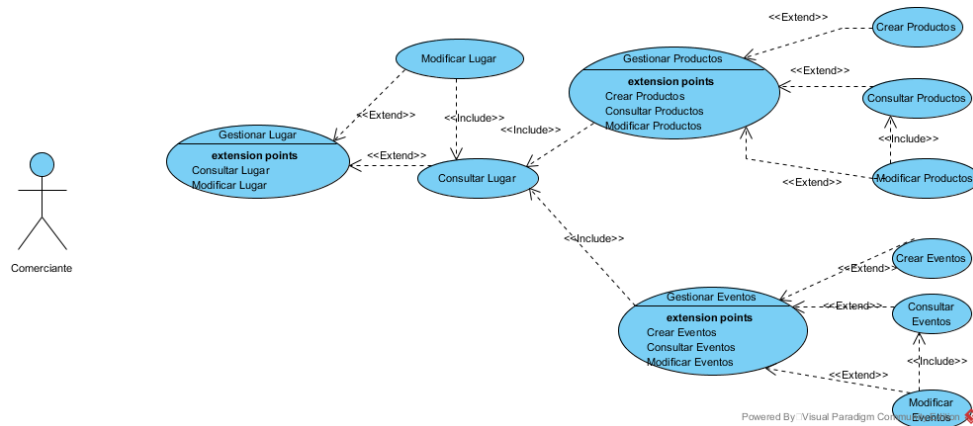 <<Extend>>
Crear Productos
Modificar Lugar
Gestionar Productos
extension points
Crear Productos
Consultar Productos
Modificar Productos
<<Extend>>
Consultar Productos
<<Extend>>
<<Include>>
<<Include>>
<<Include>>
Gestionar Lugar
extension points
Consultar Lugar
Modificar Lugar
<<Extend>>
Consultar Lugar
<<Extend>>
Modificar Productos
Comerciante
<<Include>>
Crear Eventos
<<Extend>>
Gestionar Eventos
extension points
Crear Eventos
Consultar Eventos
Modificar Eventos
<<Extend>>
Consultar
Eventos
<<Include>>
<<Extend>>
Modificar
Eventos
Powered By Visual Paradigm Community Edition